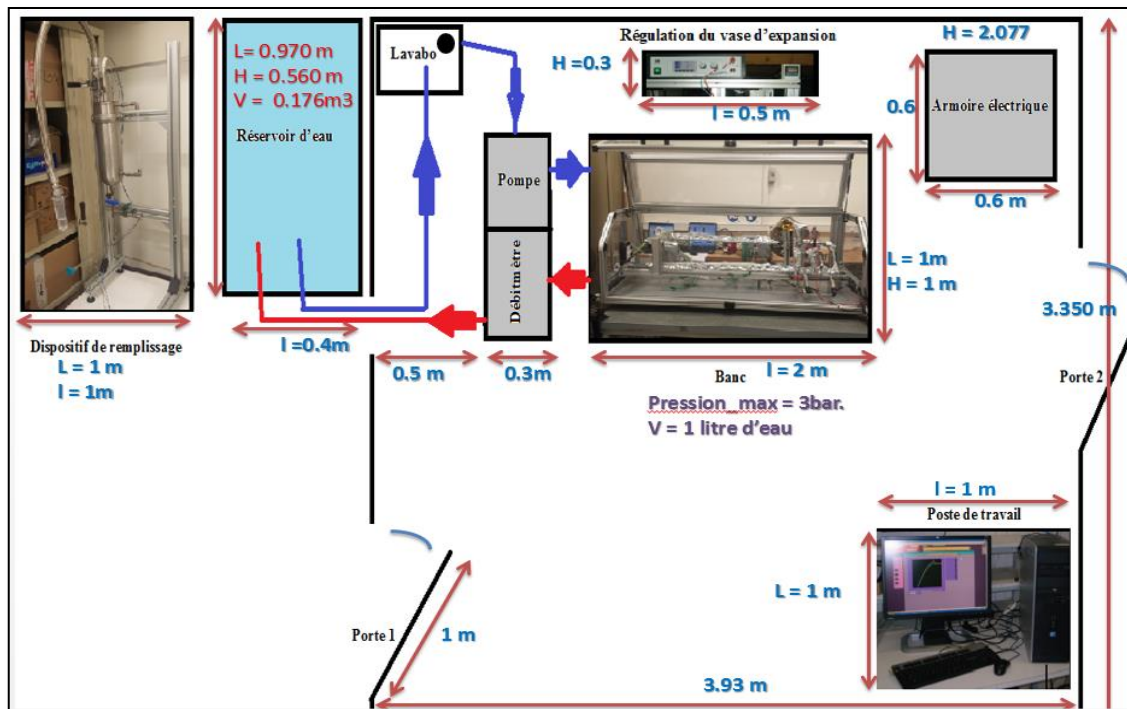 L= 0.970 m
H = 0.560 m
V = 0.176m3
Réservoir d'eau
l =0.4m
Dispositif de remplissage
L = 1 m
l = 1m
Lavabo
Pompe
Débitmètre
0.5 m
0.3m
Régulation du vase d'expansion
H =0.3
l = 0.5 m
H = 2.077
0.6
Armoire électrique
0.6 m
L = 1m
H = 1 m
Banc
l = 2 m
Pression_max = 3bar.
V = 1 litre d'eau
3.350 m
Porte 2
l = 1 m
Poste de travail
L = 1 m
Porte 1
1 m
3.93 m